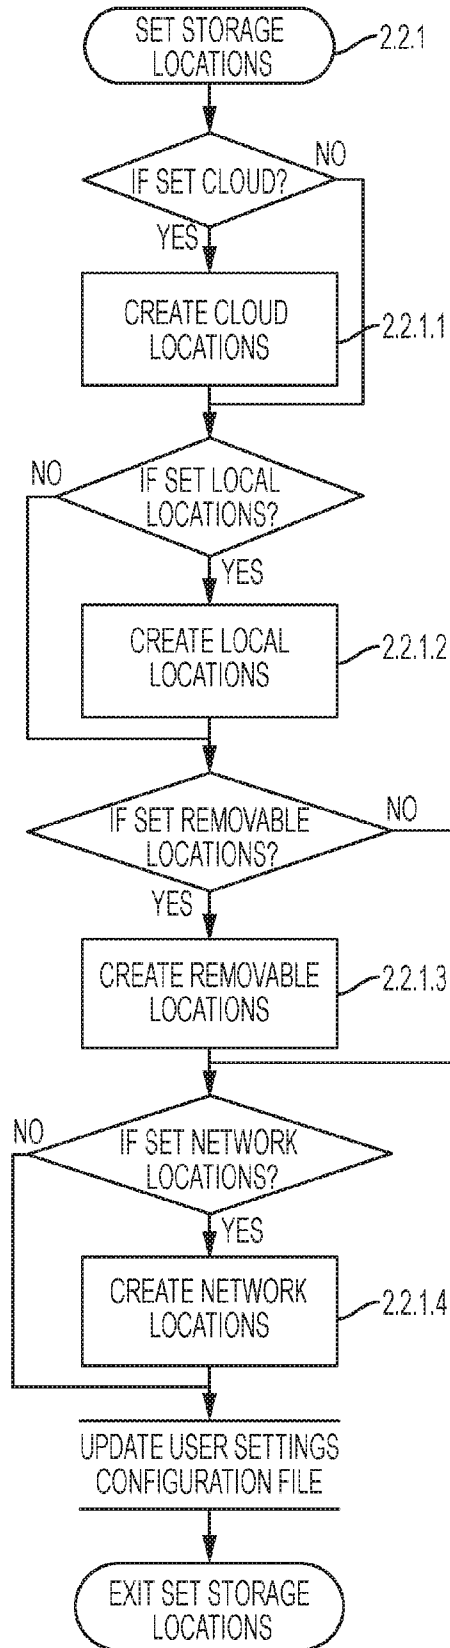 SET STORAGE
LOCATIONS
2.2.1
IF SET CLOUD?
NO
YES
CREATE CLOUD
LOCATIONS
2.2.1.1
NO
IF SET LOCAL
LOCATIONS?
YES
CREATE LOCAL
LOCATIONS
2.2.1.2
IF SET REMOVABLE
LOCATIONS?
NO
YES
CREATE REMOVABLE
LOCATIONS
2.2.1.3
NO
IF SET NETWORK
LOCATIONS?
YES
CREATE NETWORK
LOCATIONS
2.2.1.4
UPDATE USER SETTINGS
CONFIGURATION FILE
EXIT SET STORAGE
LOCATIONS